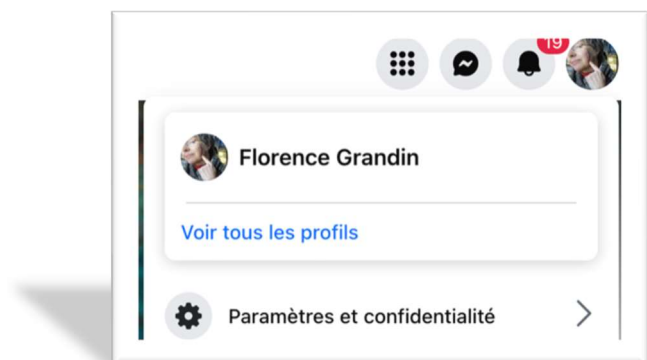 19
Florence Grandin
Voir tous les profils
Paramètres et confidentialité